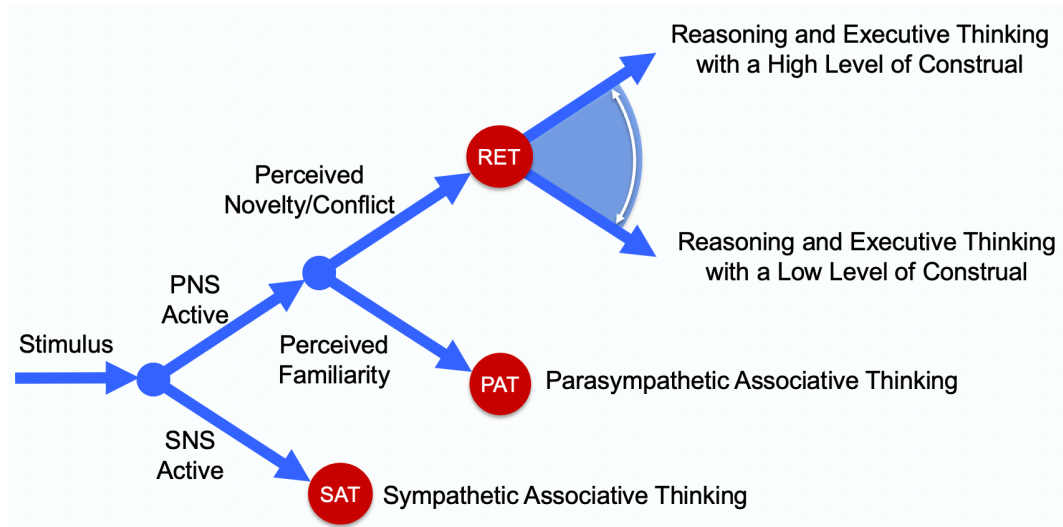 Reasoning and Executive Thinking
with a High Level of Construal
RET
Perceived
Novelty/Conflict
Reasoning and Executive Thinking
with a Low Level of Construal
PNS
Active
Stimulus
Perceived
Familiarity
PAT
Parasympathetic Associative Thinking
SNS
Active
SAT
Sympathetic Associative Thinking